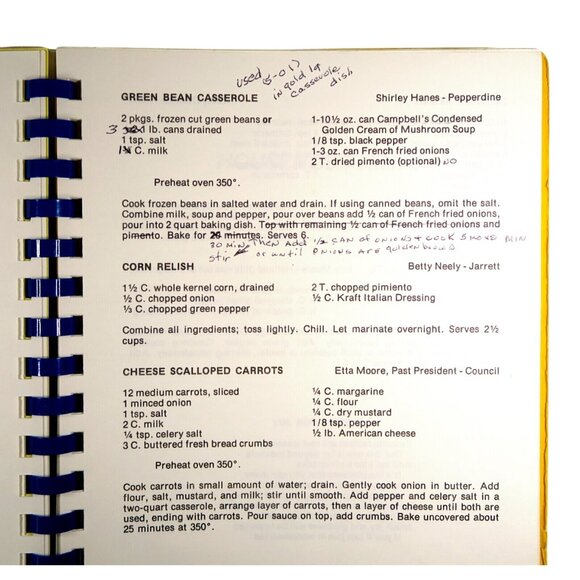 used 5-01)
in gold lg
casserole
dish
GREEN BEAN CASSEROLE Shirley Hanes - Pepperdine
2 pkgs. frozen cut green beans or 1-10½ oz. can Campbell's Condensed
3 lb. cans drained Golden Cream of Mushroom Soup
1 tsp. salt 1/8 tsp. black pepper
1 C. milk 1-3 oz. can French fried onions
2 T. dried pimento (optional) NO
Preheat oven 350°.
Cook frozen beans in salted water and drain. If using canned beans, omit the salt.
Combine milk, soup and pepper, pour over beans add ½ can of French fried onions,
pour into 2 quart baking dish. Top with remaining ½ can of French fried onions and
pimento. Bake for minutes. Serves 6.
30 min, Then add 1/2 can of onions + cook 5 more min
stir or until onions are golden brown
CORN RELISH Betty Neely - Jarrett
1½ C. whole kernel corn, drained 2 T. chopped pimiento
½ C. chopped onion ½ C. Kraft Italian Dressing
⅓ C. chopped green pepper
Combine all ingredients; toss lightly. Chill. Let marinate overnight. Serves 2½
cups.
CHEESE SCALLOPED CARROTS Etta Moore, Past President - Council
12 medium carrots, sliced ¼ C. margarine
1 minced onion ¼ C. flour
1 tsp. salt ¼ C. dry mustard
2 C. milk 1/8 tsp. pepper
¼ tsp. celery salt ½ lb. American cheese
3 C. buttered fresh bread crumbs
Preheat oven 350°.
Cook carrots in small amount of water; drain. Gently cook onion in butter. Add
flour, salt, mustard, and milk; stir until smooth. Add pepper and celery salt in a
two-quart casserole, arrange layer of carrots, then a layer of cheese until both are
used, ending with carrots. Pour sauce on top, add crumbs. Bake uncovered about
25 minutes at 350°.